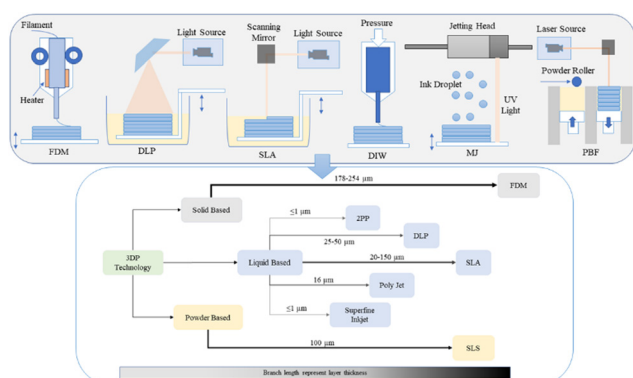 Filament
Heater
FDM
Light Source
DLP
Scanning
Mirror
Light Source
SLA
Pressure
DIW
Jetting Head
Ink Droplet
UV
Light
MJ
Laser Source
Powder Roller
PBF
178-254 μm
FDM
Solid Based
≤1 μm
2PP
25-50 μm
DLP
3DP
Technology
Liquid Based
20-150 μm
SLA
16 μm
Poly Jet
≤1 μm
Superfine
Inkjet
Powder Based
100 μm
SLS
Branch length represent layer thickness